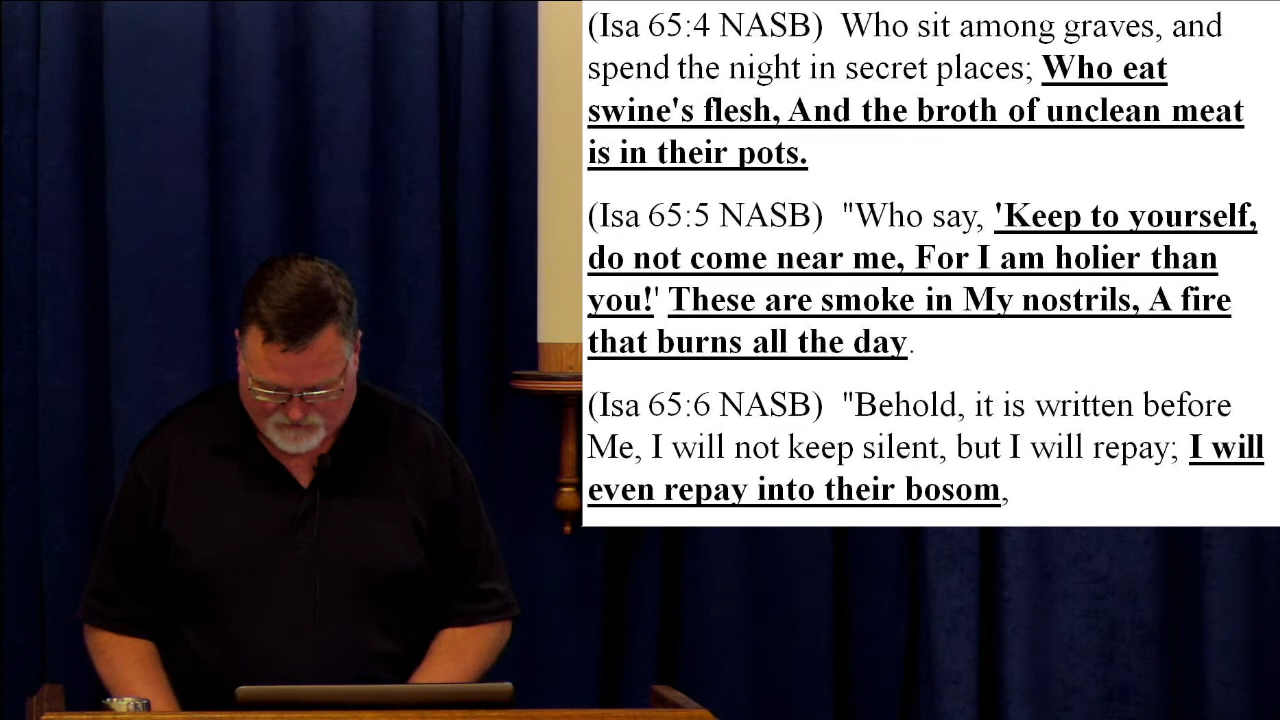 (Isa 65:4 NASB) Who sit among graves, and
spend the night in secret places; Who eat
swine's flesh, And the broth of unclean meat
is in their pots.
(Isa 65:5 NASB) "Who say, 'Keep to yourself,
do not come near me, For I am holier than
you!' These are smoke in My nostrils, A fire
that burns all the day.
(Isa 65:6 NASB) "Behold, it is written before
Me, I will not keep silent, but I will repay; I will
even repay into their bosom,